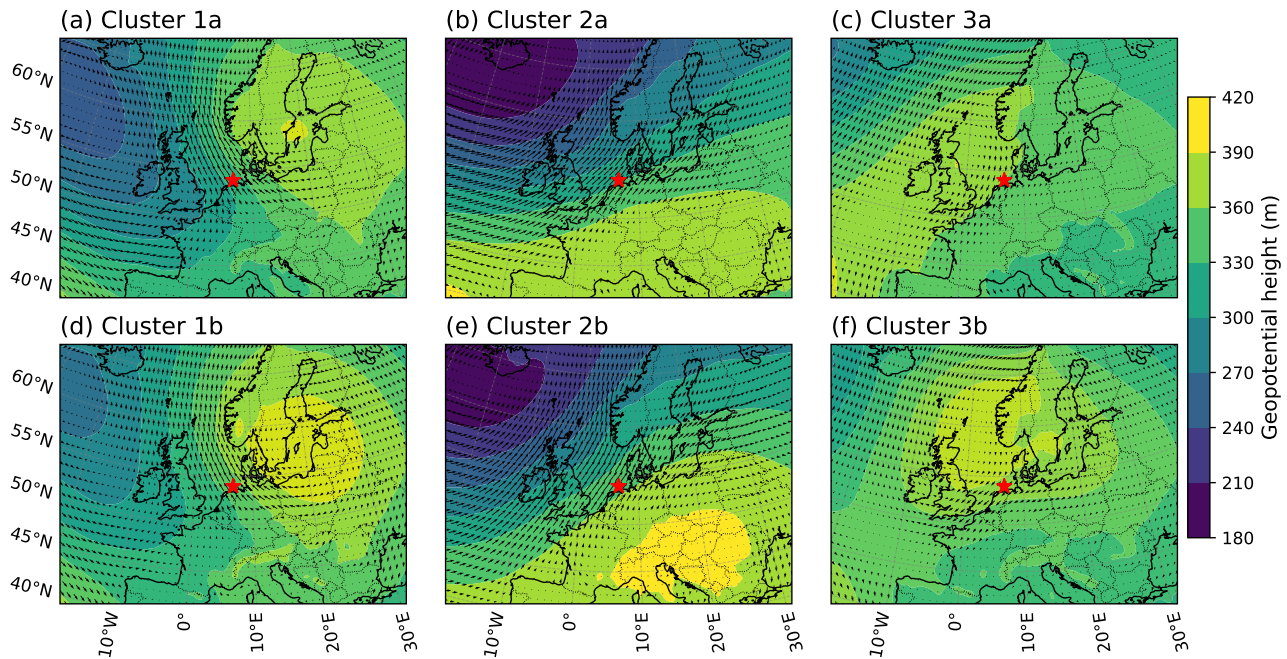 (a) Cluster 1a
(b) Cluster 2a
(c) Cluster 3a
60°N
55°N
50°N
45°N
40°N
(d) Cluster 1b
(e) Cluster 2b
(f) Cluster 3b
60°N
55°N
50°N
45°N
40°N
10°W
0°
10°E
20°E
30°E
10°W
0°
10°E
20°E
30°E
10°W
0°
10°E
20°E
30°E
420
390
360
330
300
270
240
210
180
Geopotential height (m)